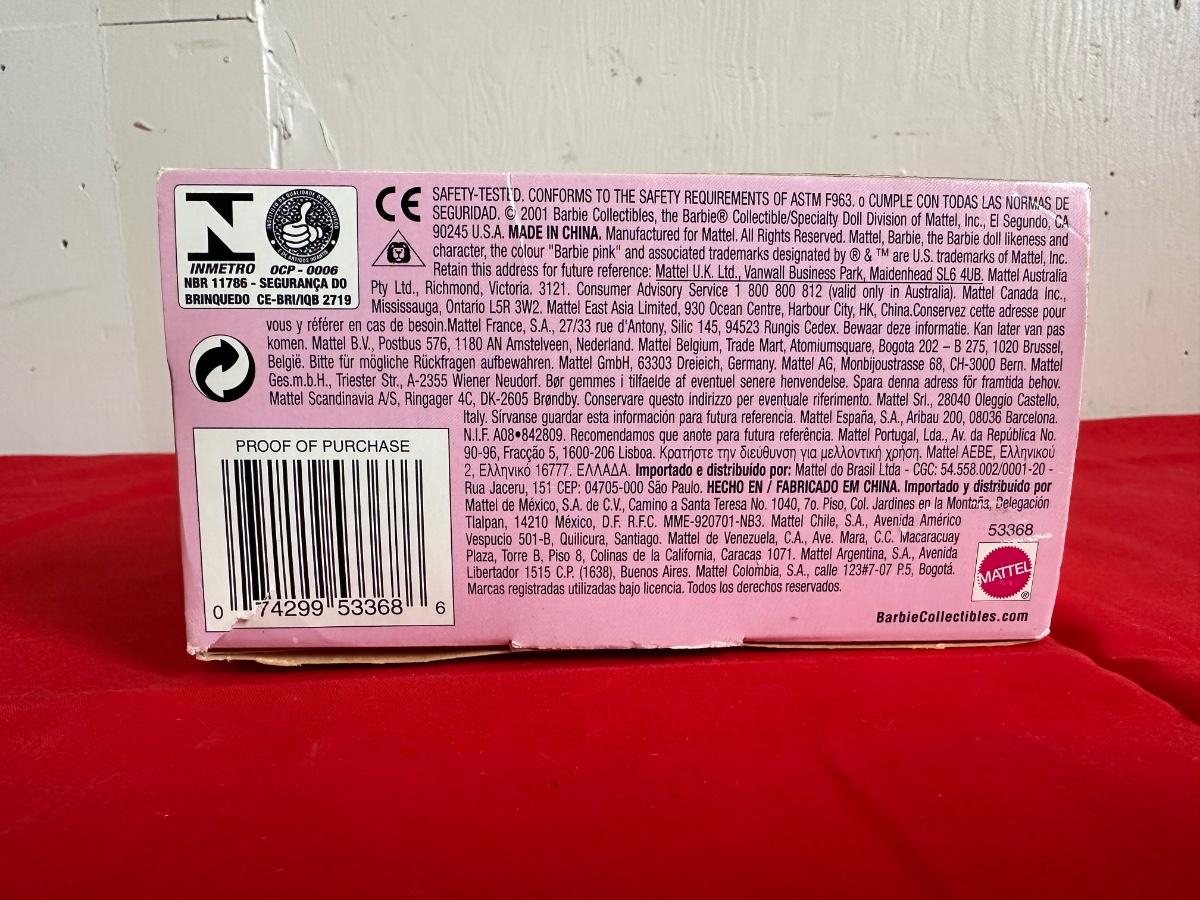 INMETRO OCP - 0006
NBR 11786 - SEGURANÇA DO
BRINQUEDO CE-BRI/IQB 2719
CE
SAFETY-TESTED. CONFORMS TO THE SAFETY REQUIREMENTS OF ASTM F963. o CUMPLE CON TODAS LAS NORMAS DE
SEGURIDAD. © 2001 Barbie Collectibles, the Barbie® Collectible/Specialty Doll Division of Mattel, Inc., El Segundo, CA
90245 U.S.A. MADE IN CHINA. Manufactured for Mattel. All Rights Reserved. Mattel, Barbie, the Barbie doll likeness and
character, the colour "Barbie pink" and associated trademarks designated by ® & ™ are U.S. trademarks of Mattel, Inc.
Retain this address for future reference: Mattel U.K. Ltd., Vanwall Business Park, Maidenhead SL6 4UB. Mattel Australia
Pty Ltd., Richmond, Victoria. 3121. Consumer Advisory Service 1 800 800 812 (valid only in Australia). Mattel Canada Inc.,
Mississauga, Ontario L5R 3W2. Mattel East Asia Limited, 930 Ocean Centre, Harbour City, HK, China.Conservez cette adresse pour
vous y référer en cas de besoin.Mattel France, S.A., 27/33 rue d'Antony, Silic 145, 94523 Rungis Cedex. Bewaar deze informatie. Kan later van pas
komen. Mattel B.V., Postbus 576, 1180 AN Amstelveen, Nederland. Mattel Belgium, Trade Mart, Atomiumsquare, Bogota 202 – B 275, 1020 Brussel,
België. Bitte für mögliche Rückfragen aufbewahren. Mattel GmbH, 63303 Dreieich, Germany. Mattel AG, Monbijoustrasse 68, CH-3000 Bern. Mattel
Ges.m.b.H., Triester Str., A-2355 Wiener Neudorf. Bør gemmes i tilfaelde af eventuel senere henvendelse. Spara denna adress för framtida behov.
Mattel Scandinavia A/S, Ringager 4C, DK-2605 Brøndby. Conservare questo indirizzo per eventuale riferimento. Mattel Srl., 28040 Oleggio Castello,
Italy. Sírvanse guardar esta información para futura referencia. Mattel España, S.A., Aribau 200, 08036 Barcelona.
N.I.F. A08•842809. Recomendamos que anote para futura referência. Mattel Portugal, Lda., Av. da República No.
90-96, Fracção 5, 1600-206 Lisboa. Κρατήστε την διεύθυνση για μελλοντική χρήση. Mattel AEBE, Ελληνικού
2, Ελληνικό 16777. ΕΛΛΑΔΑ. Importado e distribuído por: Mattel do Brasil Ltda - CGC: 54.558.002/0001-20 -
Rua Jaceru, 151 CEP: 04705-000 São Paulo. HECHO EN / FABRICADO EM CHINA. Importado y distribuido por
Mattel de México, S.A. de C.V., Camino a Santa Teresa No. 1040, 7o. Piso, Col. Jardines en la Montaña, Delegación
Tlalpan, 14210 México, D.F. R.F.C. MME-920701-NB3. Mattel Chile, S.A., Avenida Américo
Vespucio 501-B, Quilicura, Santiago. Mattel de Venezuela, C.A., Ave. Mara, C.C. Macaracuay
Plaza, Torre B, Piso 8, Colinas de la California, Caracas 1071. Mattel Argentina, S.A., Avenida
Libertador 1515 C.P. (1638), Buenos Aires. Mattel Colombia, S.A., calle 123#7-07 P.5, Bogotá.
Marcas registradas utilizadas bajo licencia. Todos los derechos reservados.
PROOF OF PURCHASE
0 74299 53368 6
53368
MATTEL ®
BarbieCollectibles.com